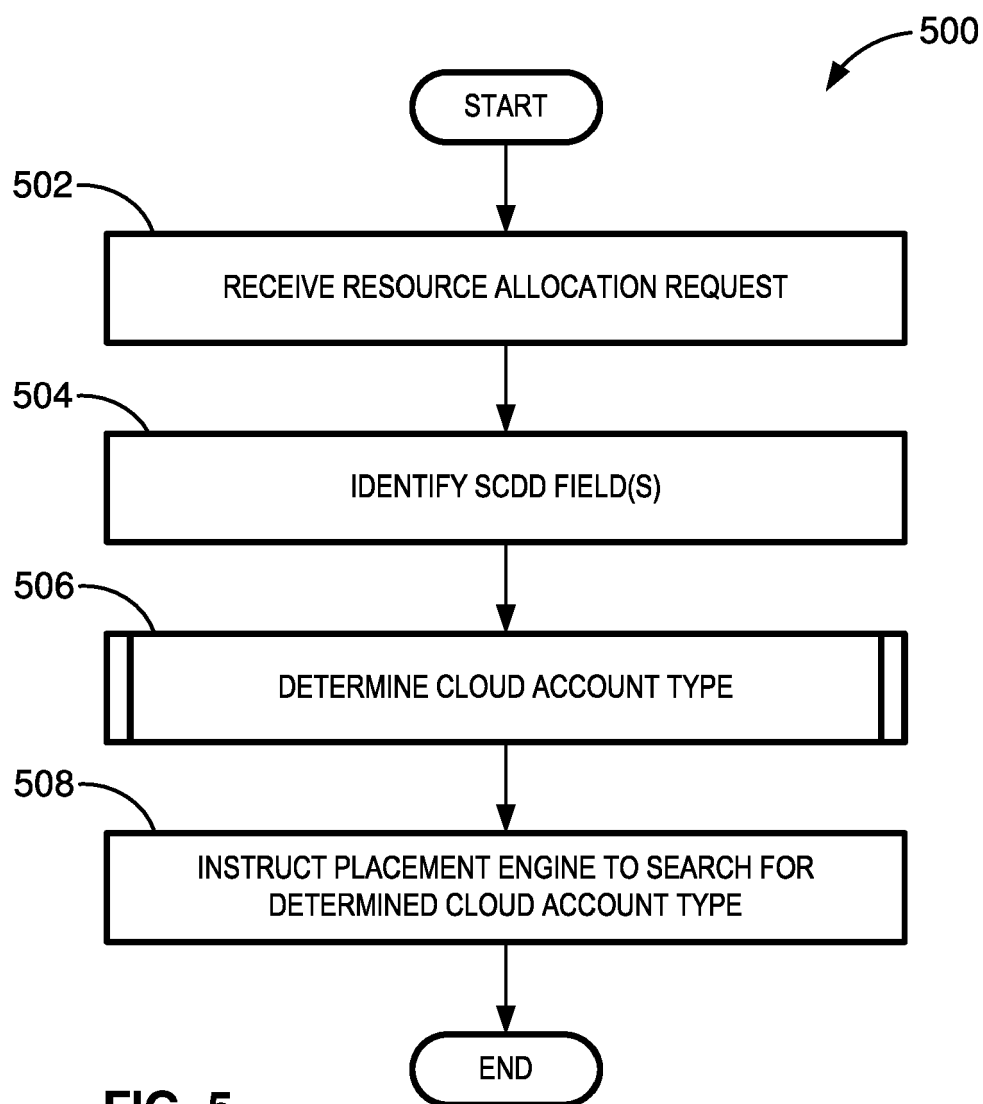 500
START
502
RECEIVE RESOURCE ALLOCATION REQUEST
504
IDENTIFY SCDD FIELD(S)
506
DETERMINE CLOUD ACCOUNT TYPE
508
INSTRUCT PLACEMENT ENGINE TO SEARCH FOR
DETERMINED CLOUD ACCOUNT TYPE
END
FIG. 5